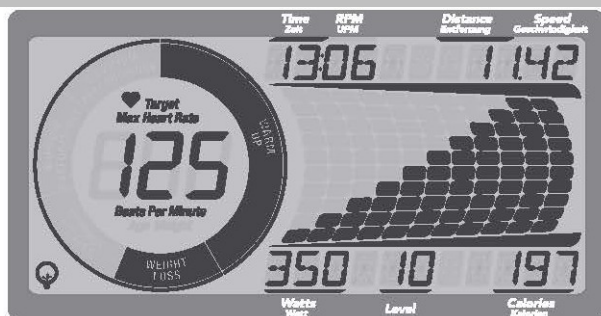 Time RPM Distance Speed
Zeit UPM Entfernung Geschwindigkeit
13:06 11.42
Target
Max Heart Rate
125
Beats Per Minute
WARM
UP
WEIGHT
LOSS
350 10 197
Watts Level Calories
Watt Kalorien